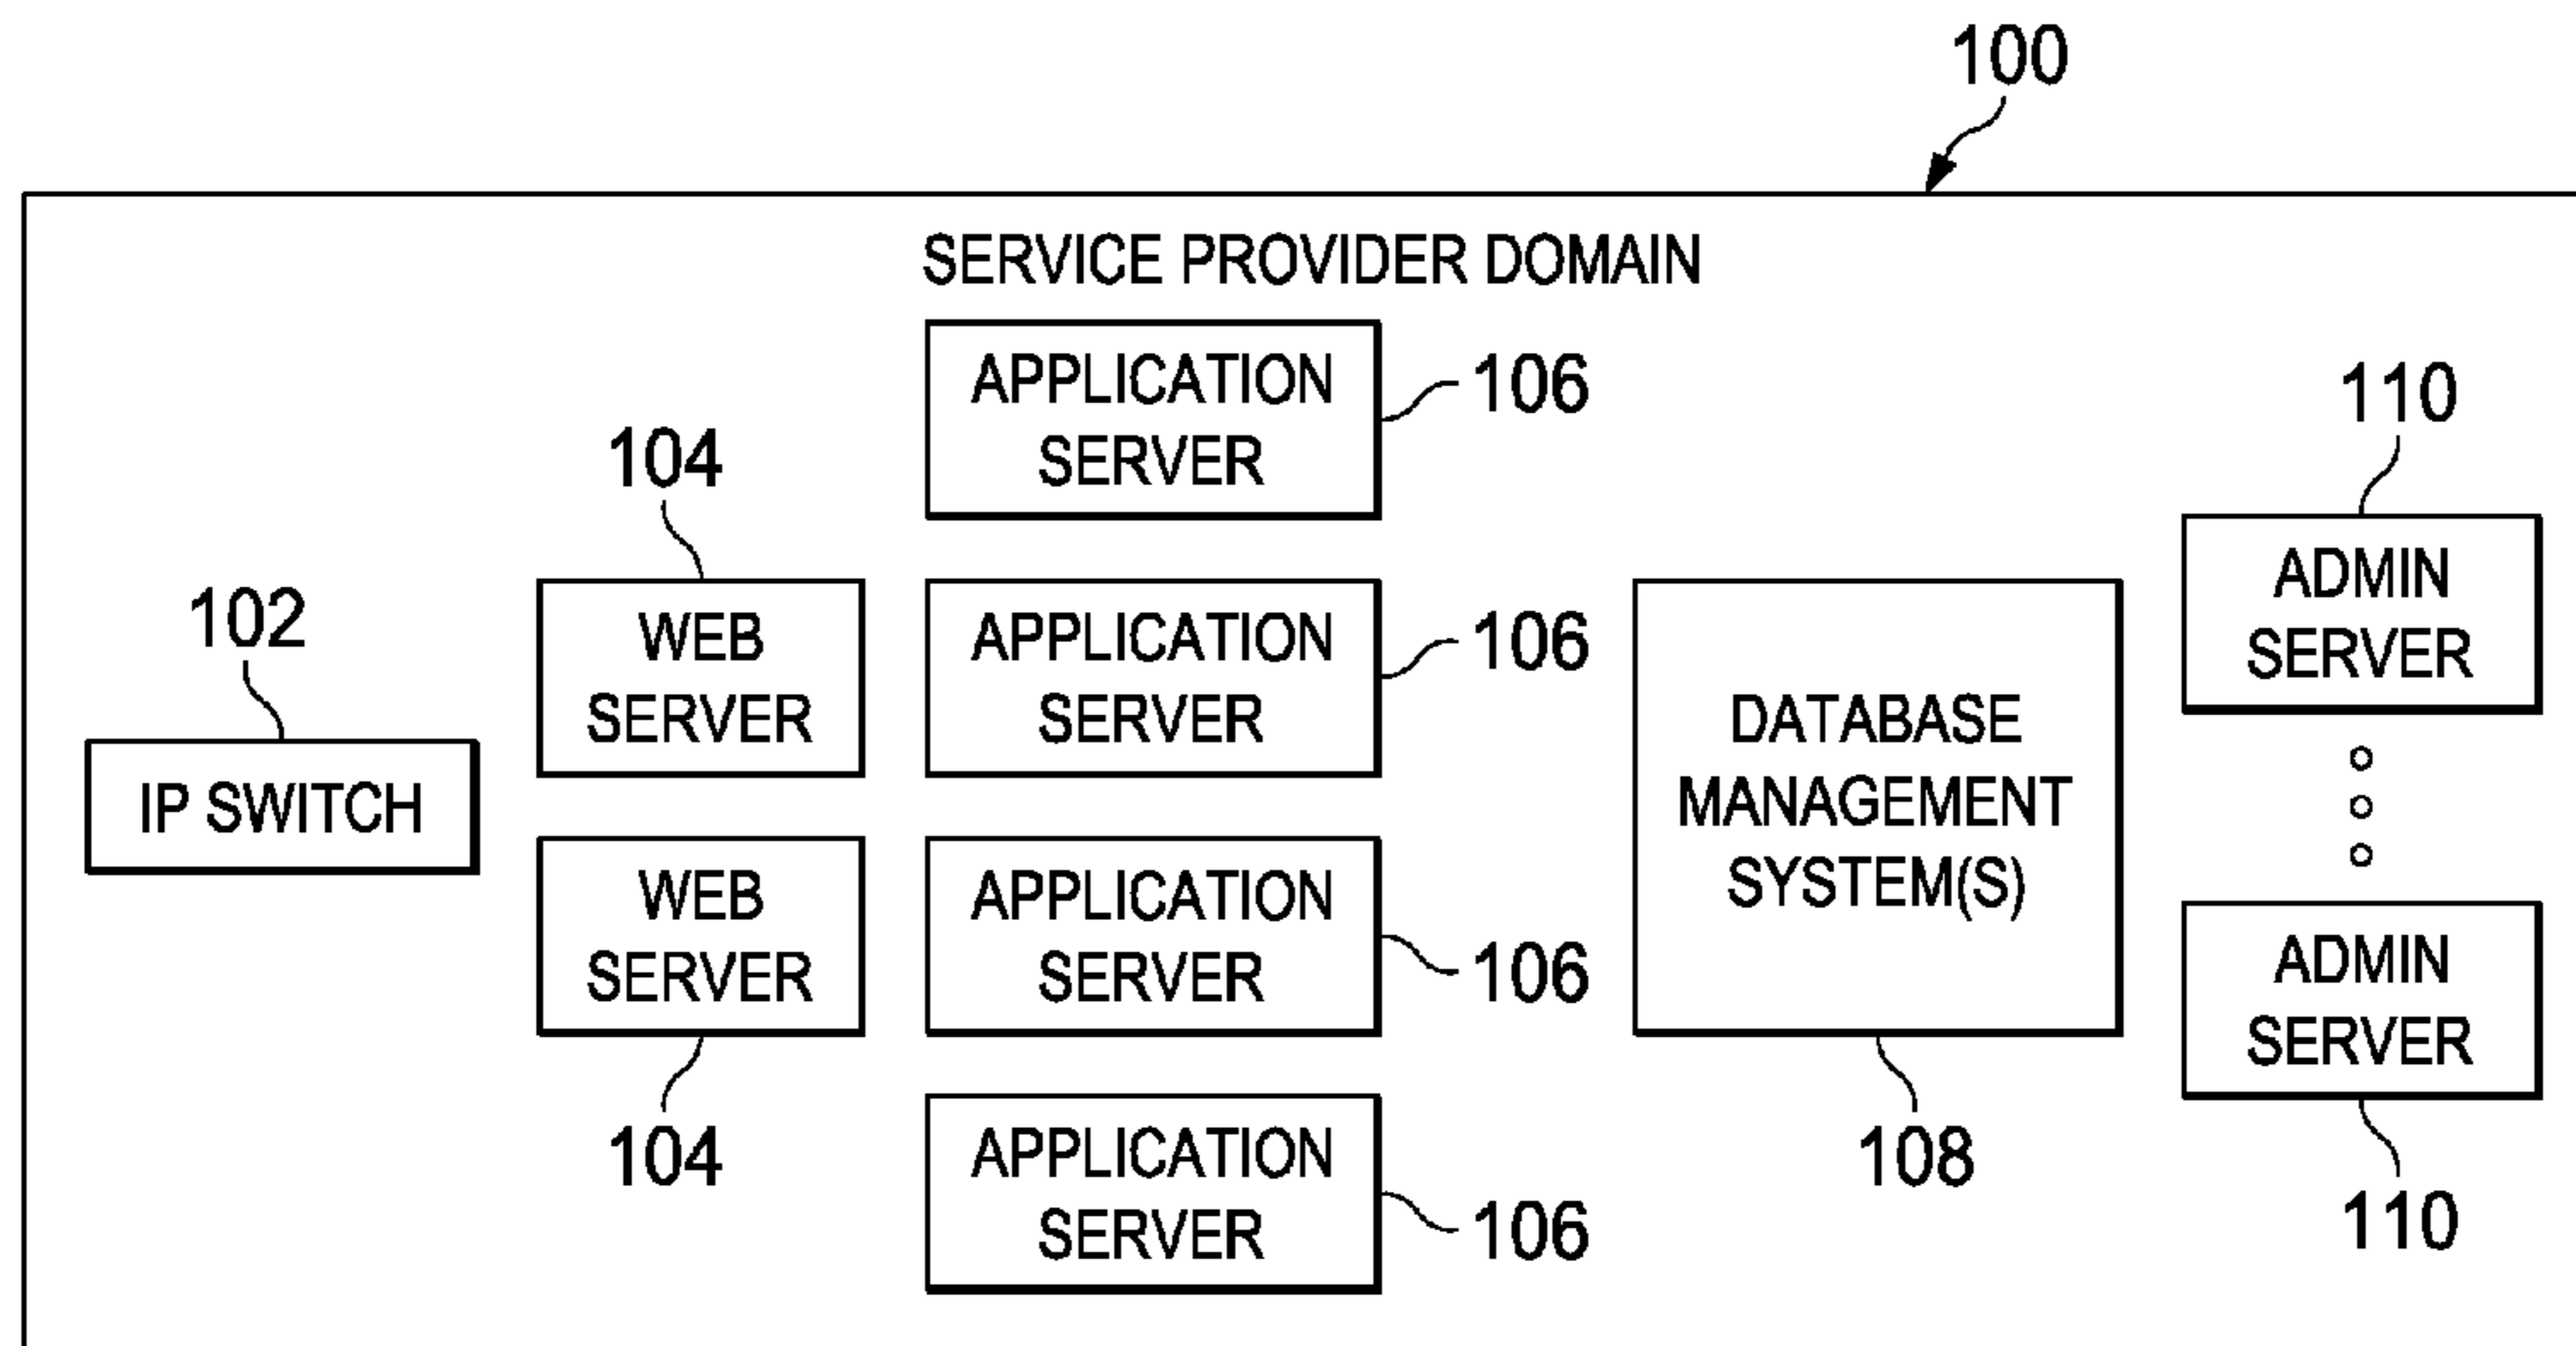 100
SERVICE PROVIDER DOMAIN
APPLICATION
SERVER
106
110
104
ADMIN
SERVER
102
WEB
SERVER
APPLICATION
SERVER
106
DATABASE
MANAGEMENT
SYSTEM(S)
IP SWITCH
WEB
SERVER
APPLICATION
SERVER
106
ADMIN
SERVER
104
APPLICATION
SERVER
106
108
110